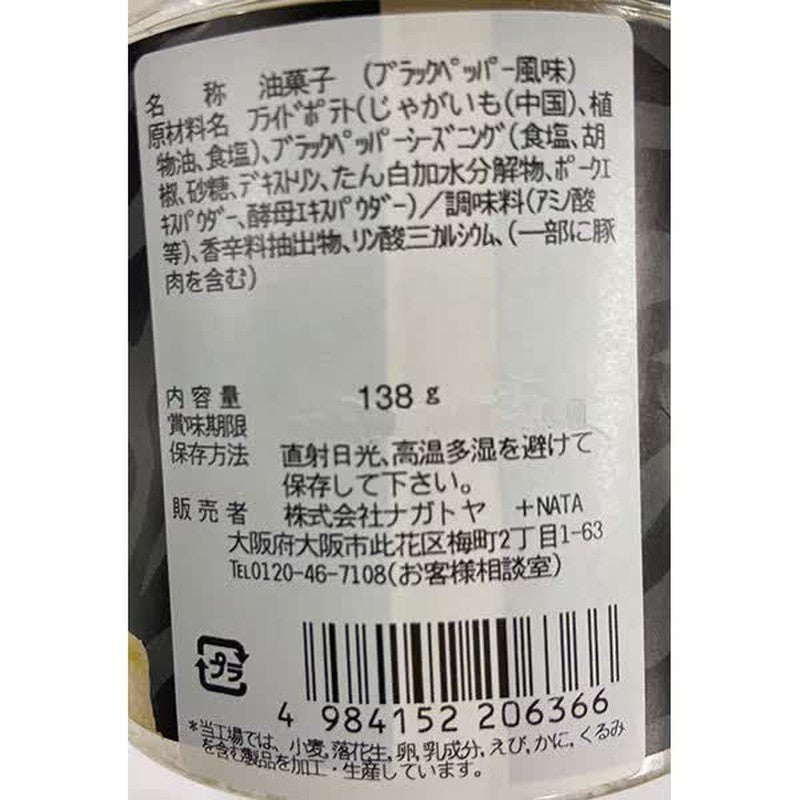 名　称　油菓子　(ブラックペッパー風味)
原材料名　フライドポテト(じゃがいも(中国)、植
物油、食塩)、ブラックペッパーシーズニング(食塩、胡
椒、砂糖、デキストリン、たん白加水分解物、ポークエ
キスパウダー、酵母エキスパウダー)／調味料(アミノ酸
等)、香辛料抽出物、リン酸三カルシウム、(一部に豚
肉を含む)
内容量　138 g
賞味期限
保存方法　直射日光、高温多湿を避けて
保存して下さい。
販売者　株式会社ナガトヤ　+NATA
大阪府大阪市此花区梅町2丁目1-63
TEL0120-46-7108(お客様相談室)
プラ
4 984152 206366
*当工場では、小麦,落花生,卵,乳成分,えび,かに,くるみ
を含む製品を加工・生産しています。